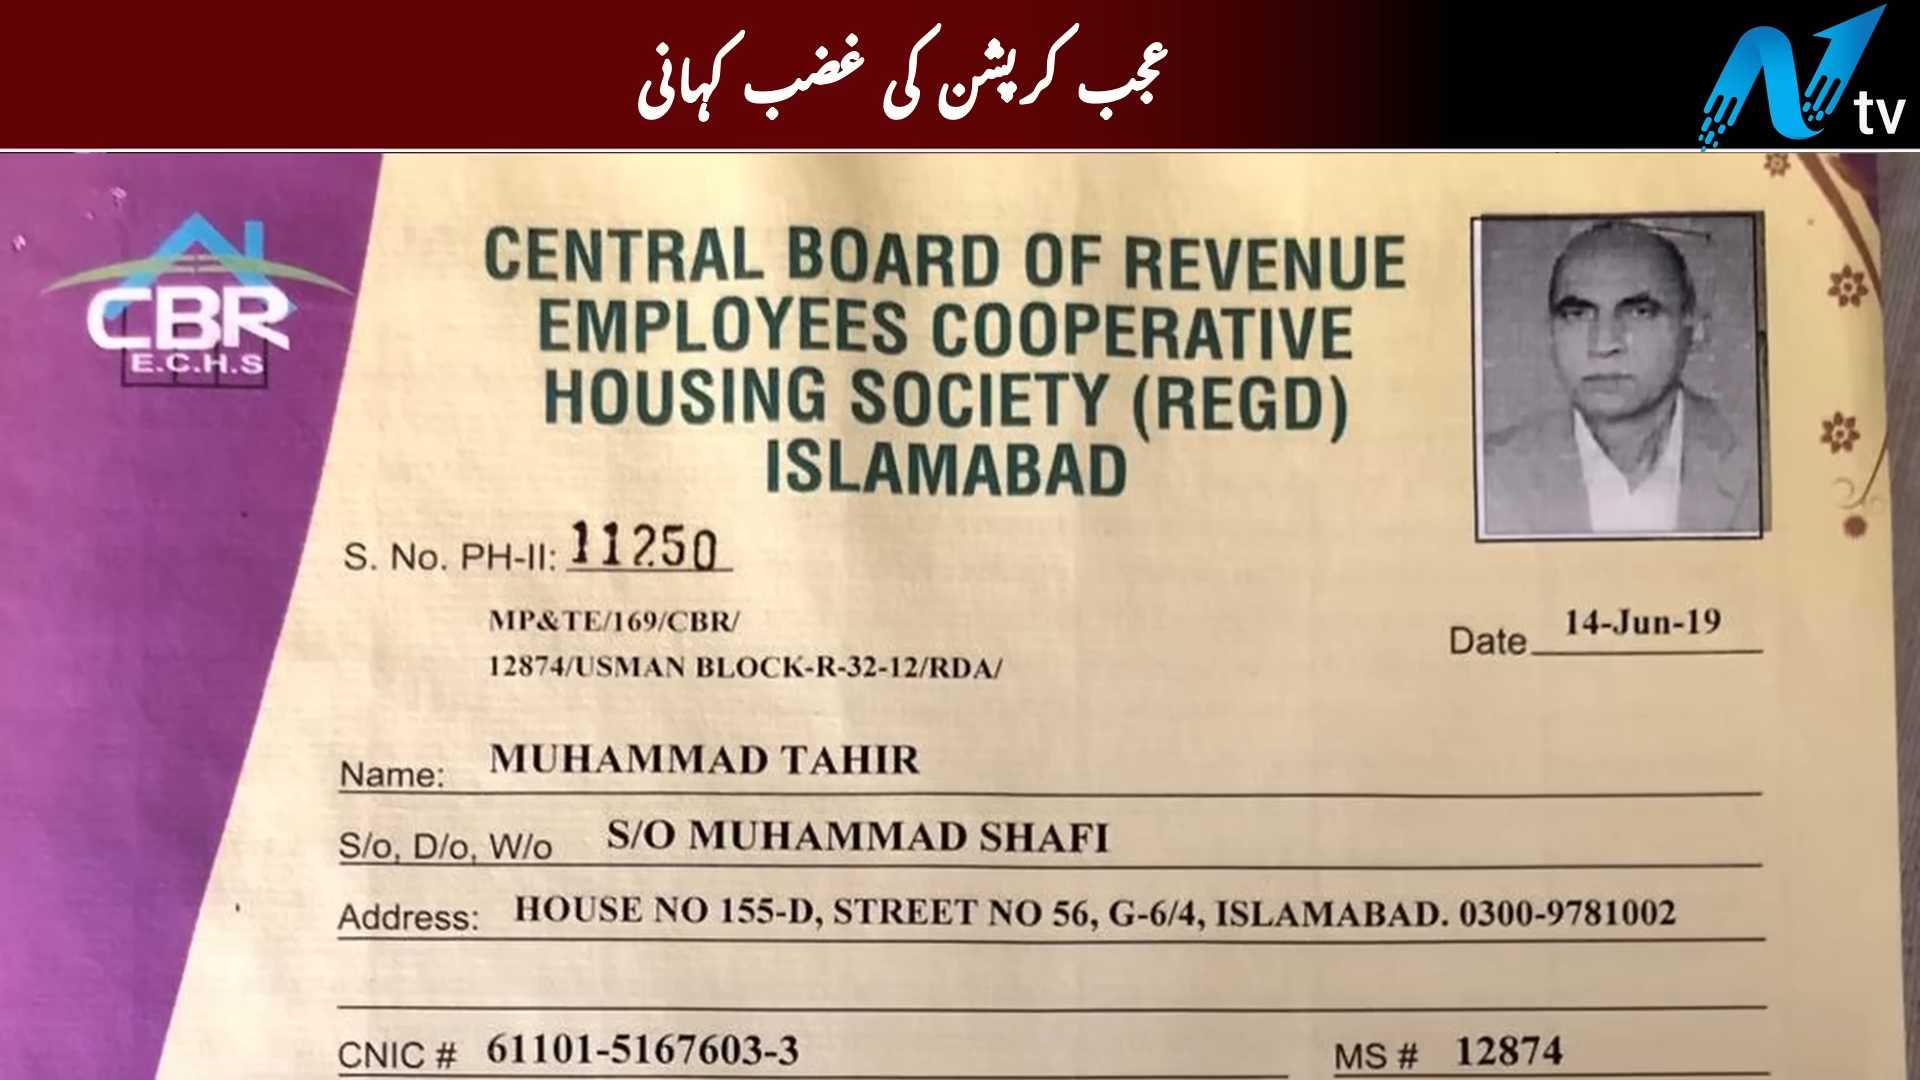 عجب کرپشن کی غضب کہانی
N tv
CBR
E.C.H.S
CENTRAL BOARD OF REVENUE
EMPLOYEES COOPERATIVE
HOUSING SOCIETY (REGD)
ISLAMABAD
S. No. PH-II: 11250
MP&TE/169/CBR/
12874/USMAN BLOCK-R-32-12/RDA/
Date 14-Jun-19
Name: MUHAMMAD TAHIR
S/o, D/o, W/o S/O MUHAMMAD SHAFI
Address: HOUSE NO 155-D, STREET NO 56, G-6/4, ISLAMABAD. 0300-9781002
CNIC # 61101-5167603-3 MS # 12874